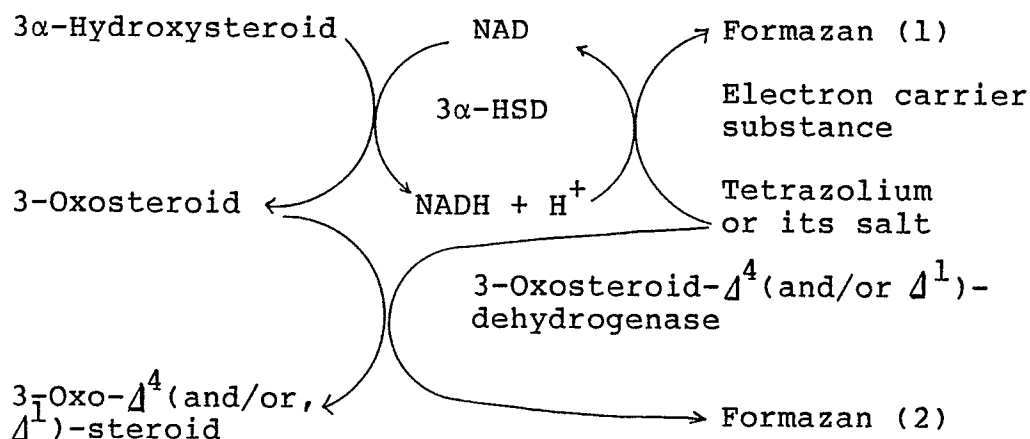 3α-Hydroxysteroid
NAD
Formazan (1)
3α-HSD
Electron carrier
substance
3-Oxosteroid
NADH + H⁺
Tetrazolium
or its salt
3-Oxosteroid-Δ⁴(and/or Δ¹)-
dehydrogenase
3-Oxo-Δ⁴(and/or,
Δ¹)-steroid
Formazan (2)